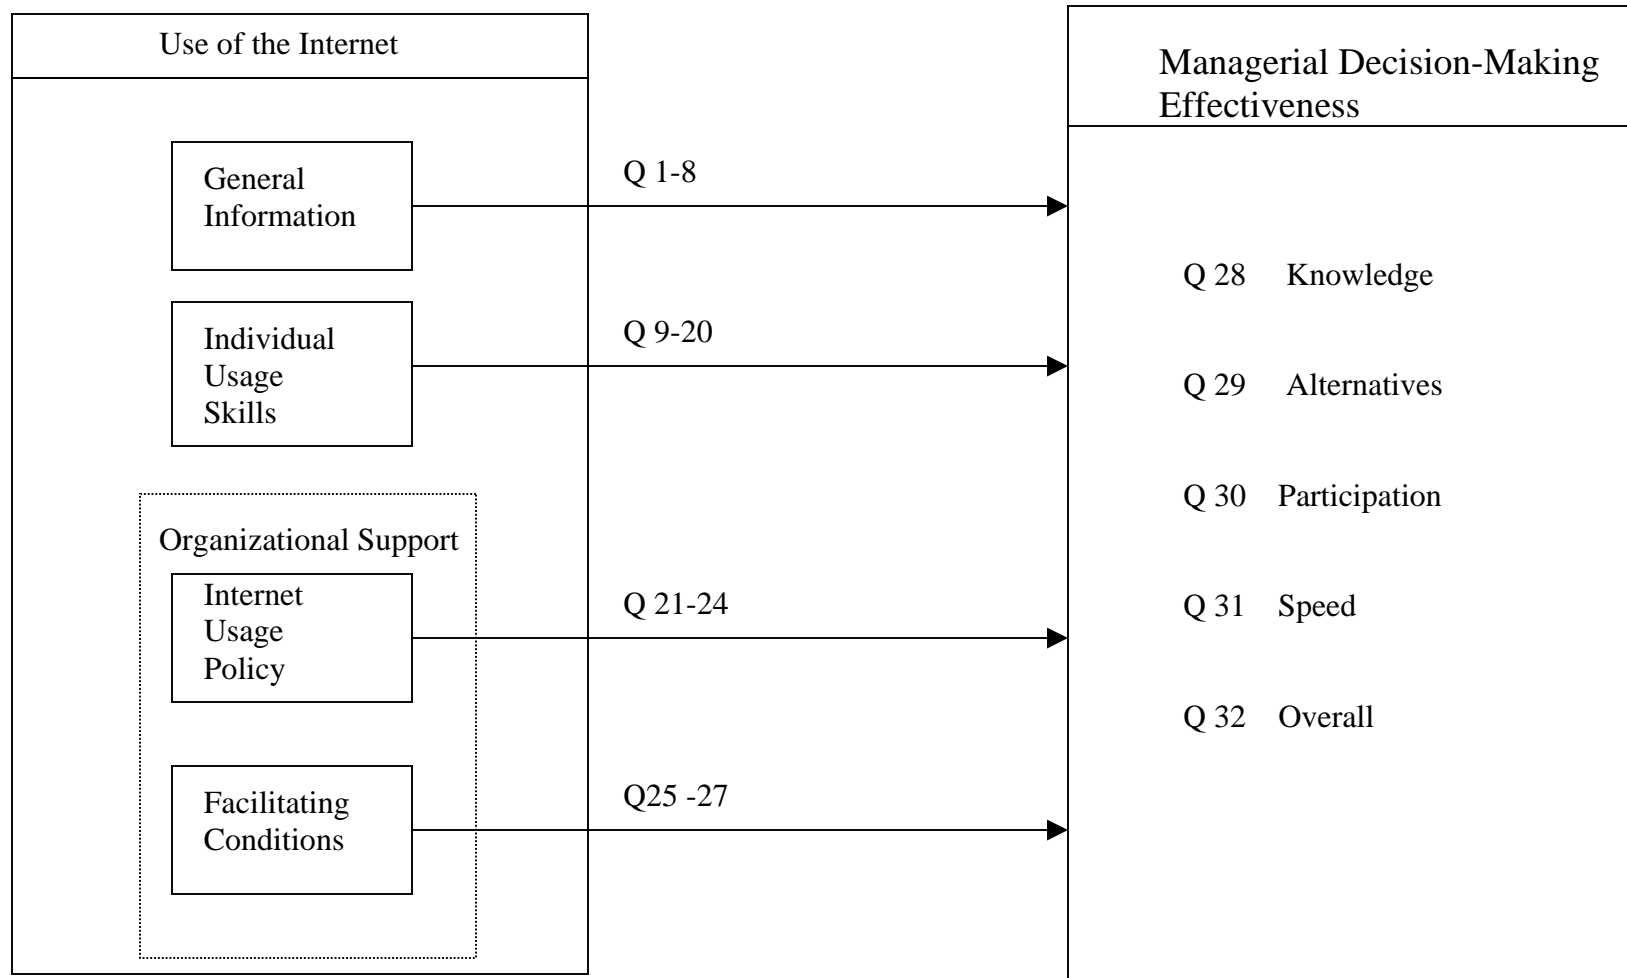 Use of the Internet
General
Information
Individual
Usage
Skills
Organizational Support
Internet
Usage
Policy
Facilitating
Conditions
Q 1-8
Q 9-20
Q 21-24
Q25 -27
Managerial Decision-Making
Effectiveness
Q 28 Knowledge
Q 29 Alternatives
Q 30 Participation
Q 31 Speed
Q 32 Overall